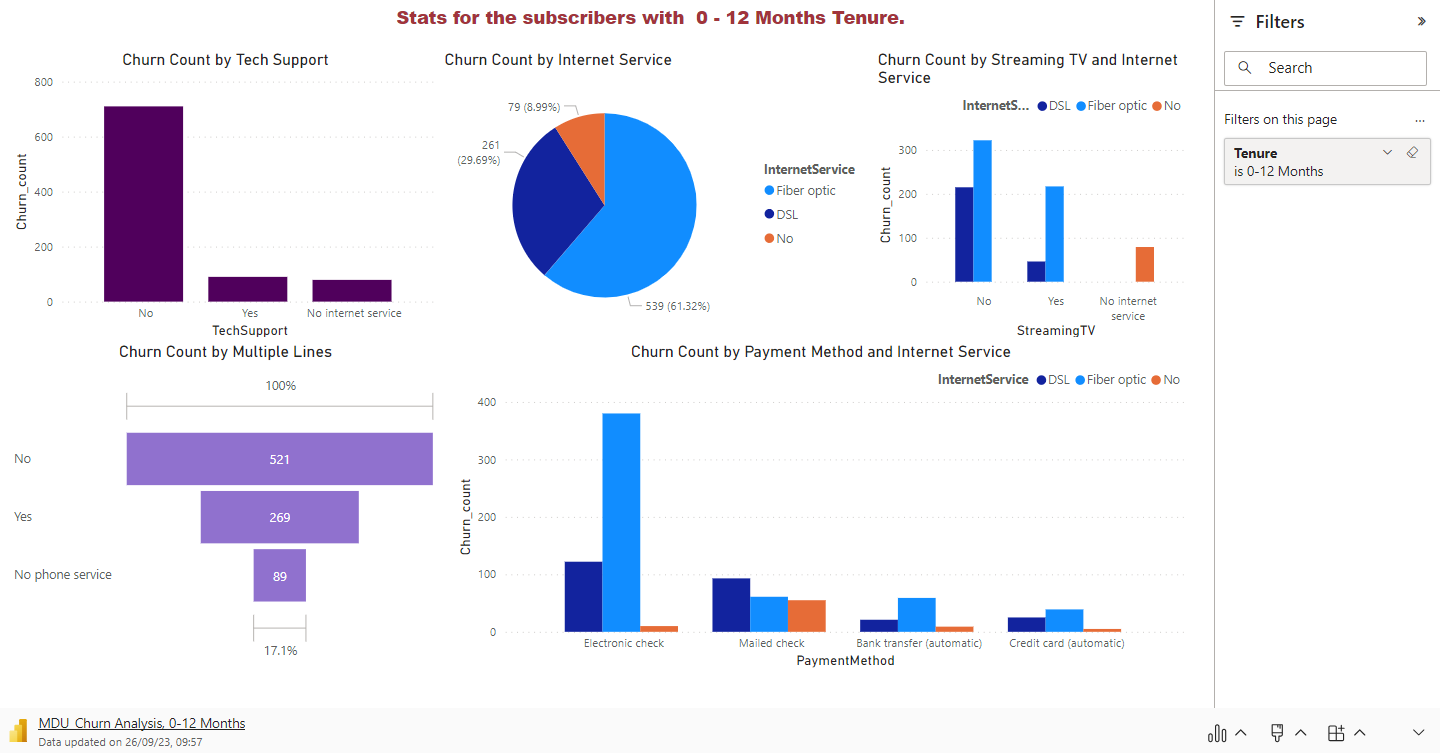 Stats for the subscribers with  0 - 12 Months Tenure.
Churn Count by Tech Support
Churn_count
800
600
400
200
0
No
Yes
No internet service
TechSupport
Churn Count by Internet Service
79 (8.99%)
261
(29.69%)
539 (61.32%)
InternetService
Fiber optic
DSL
No
Churn Count by Streaming TV and Internet
Service
InternetS... DSL Fiber optic No
Churn_count
300
200
100
0
No
Yes
No internet
service
StreamingTV
Churn Count by Multiple Lines
100%
No
521
Yes
269
No phone service
89
17.1%
Churn Count by Payment Method and Internet Service
InternetService DSL Fiber optic No
Churn_count
400
300
200
100
0
Electronic check
Mailed check
Bank transfer (automatic)
Credit card (automatic)
PaymentMethod
Filters
Search
Filters on this page
...
Tenure
is 0-12 Months
MDU_Churn Analysis, 0-12 Months
Data updated on 26/09/23, 09:57